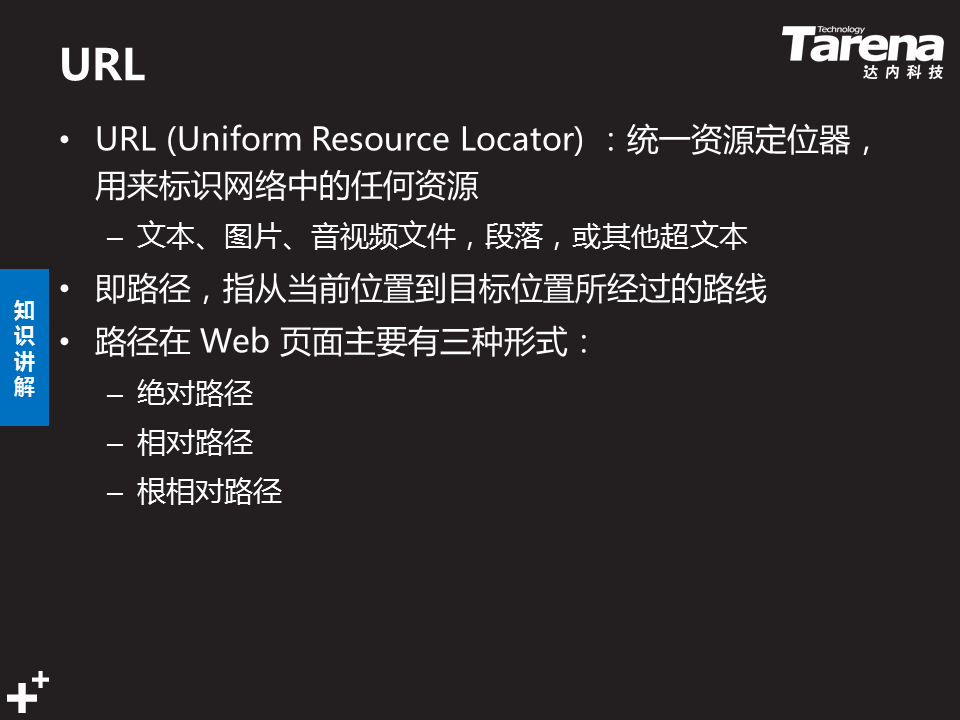 URL
Technology
Tarena
达内科技
• URL (Uniform Resource Locator) ：统一资源定位器，
用来标识网络中的任何资源
– 文本、图片、音视频文件，段落，或其他超文本
• 即路径，指从当前位置到目标位置所经过的路线
• 路径在 Web 页面主要有三种形式：
– 绝对路径
– 相对路径
– 根相对路径
知
识
讲
解